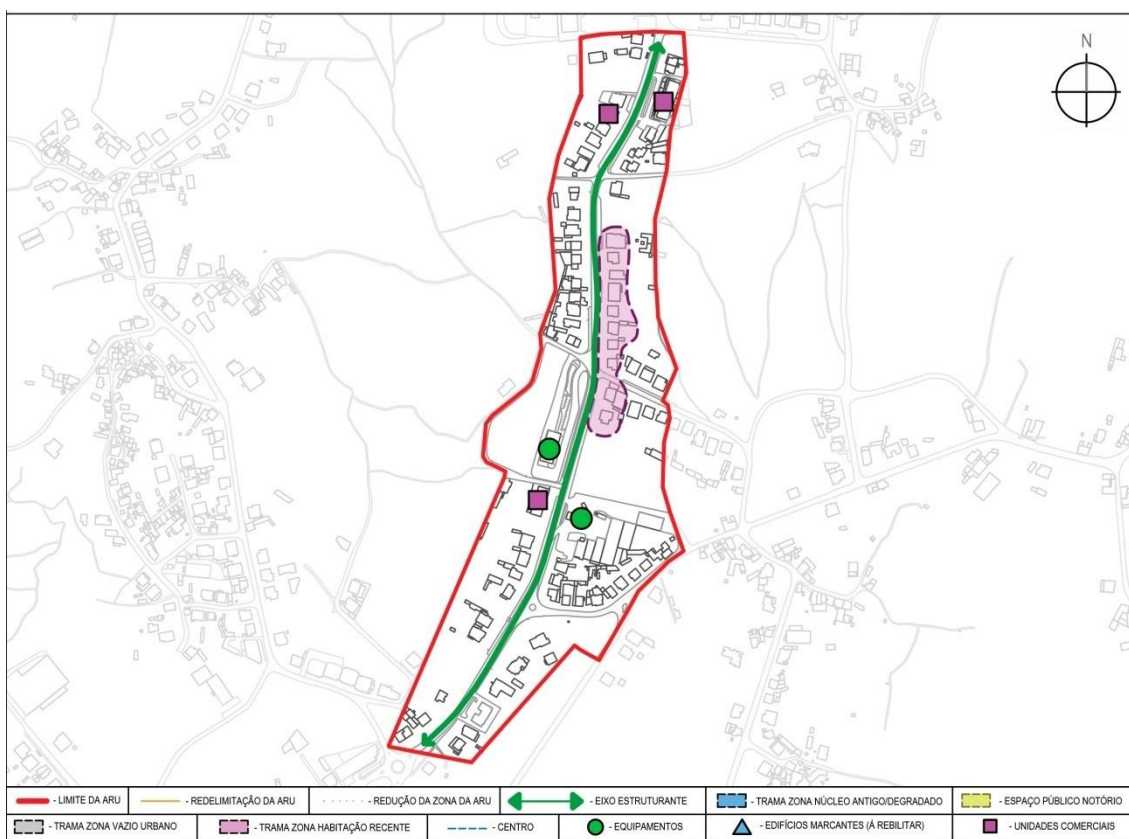 N
- LIMITE DA ARU - REDELIMITAÇÃO DA ARU - REDUÇÃO DA ZONA DA ARU - EIXO ESTRUTURANTE - TRAMA ZONA NÚCLEO ANTIGO/DEGRADADO - ESPAÇO PÚBLICO NOTÓRIO
- TRAMA ZONA VAZIO URBANO - TRAMA ZONA HABITAÇÃO RECENTE - CENTRO - EQUIPAMENTOS - EDIFÍCIOS MARCANTES (Á REBILITAR) - UNIDADES COMERCIAIS